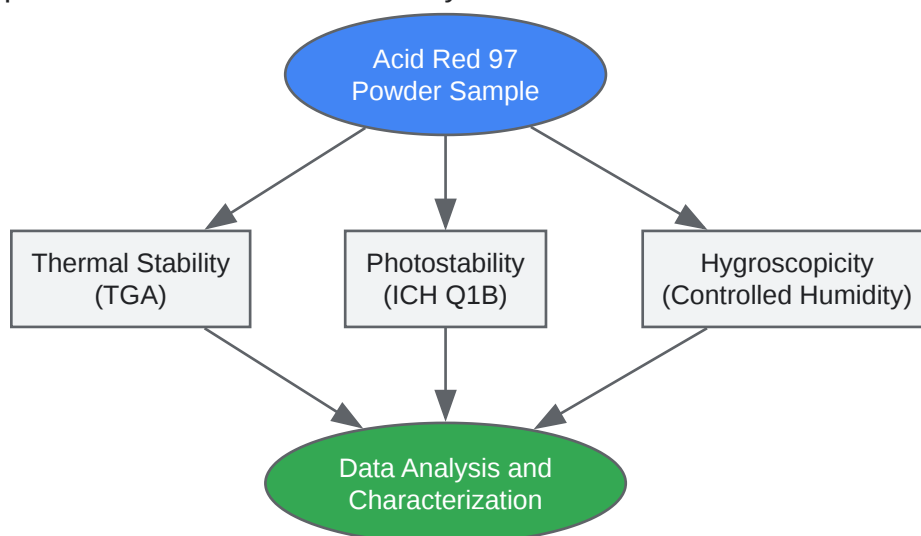 Acid Red 97
Powder Sample
Thermal Stability
(TGA)
Photostability
(ICH Q1B)
Hygroscopicity
(Controlled Humidity)
Data Analysis and
Characterization